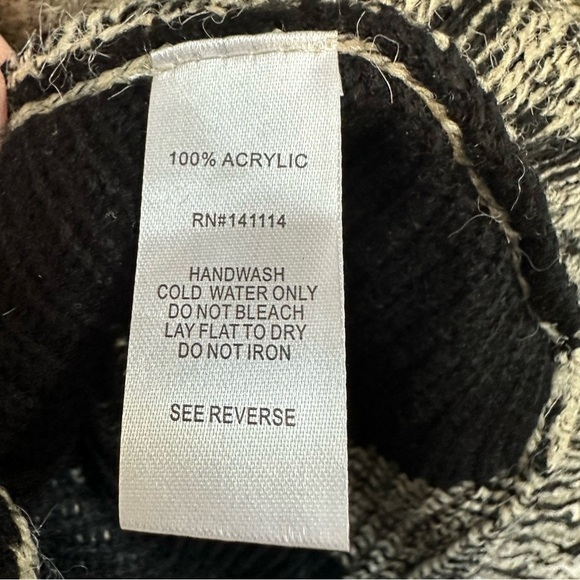 100% ACRYLIC
RN#141114
HANDWASH
COLD WATER ONLY
DO NOT BLEACH
LAY FLAT TO DRY
DO NOT IRON
SEE REVERSE